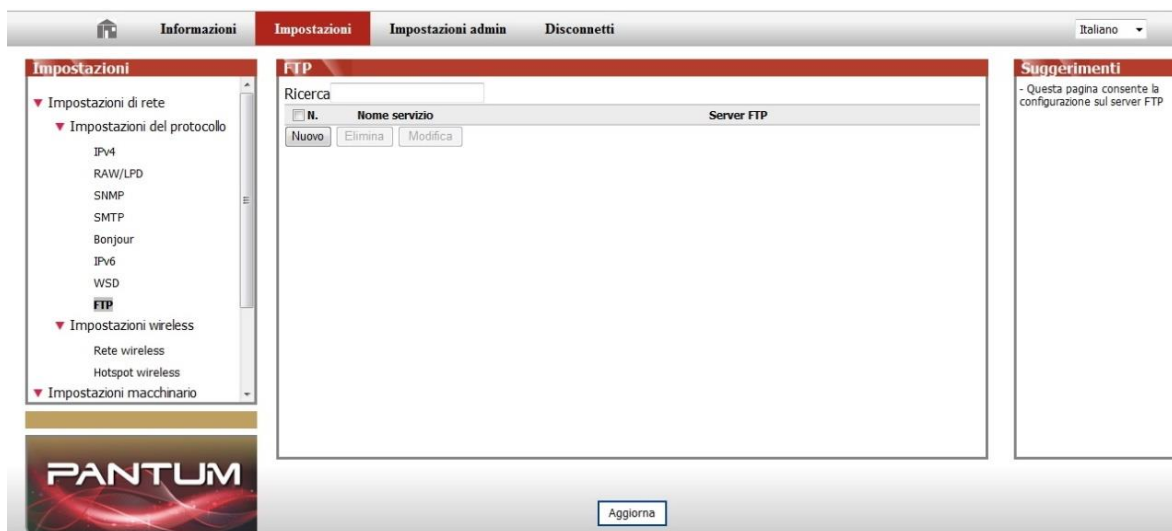 Informazioni Impostazioni Impostazioni admin Disconnetti Italiano
Impostazioni
Impostazioni di rete
Impostazioni del protocollo
IPv4
RAW/LPD
SNMP
SMTP
Bonjour
IPv6
WSD
FTP
Impostazioni wireless
Rete wireless
Hotspot wireless
Impostazioni macchinario
PANTUM
FTP
Ricerca
N. Nome servizio Server FTP
Nuovo Elimina Modifica
Aggiorna
Suggerimenti
- Questa pagina consente la
configurazione sul server FTP